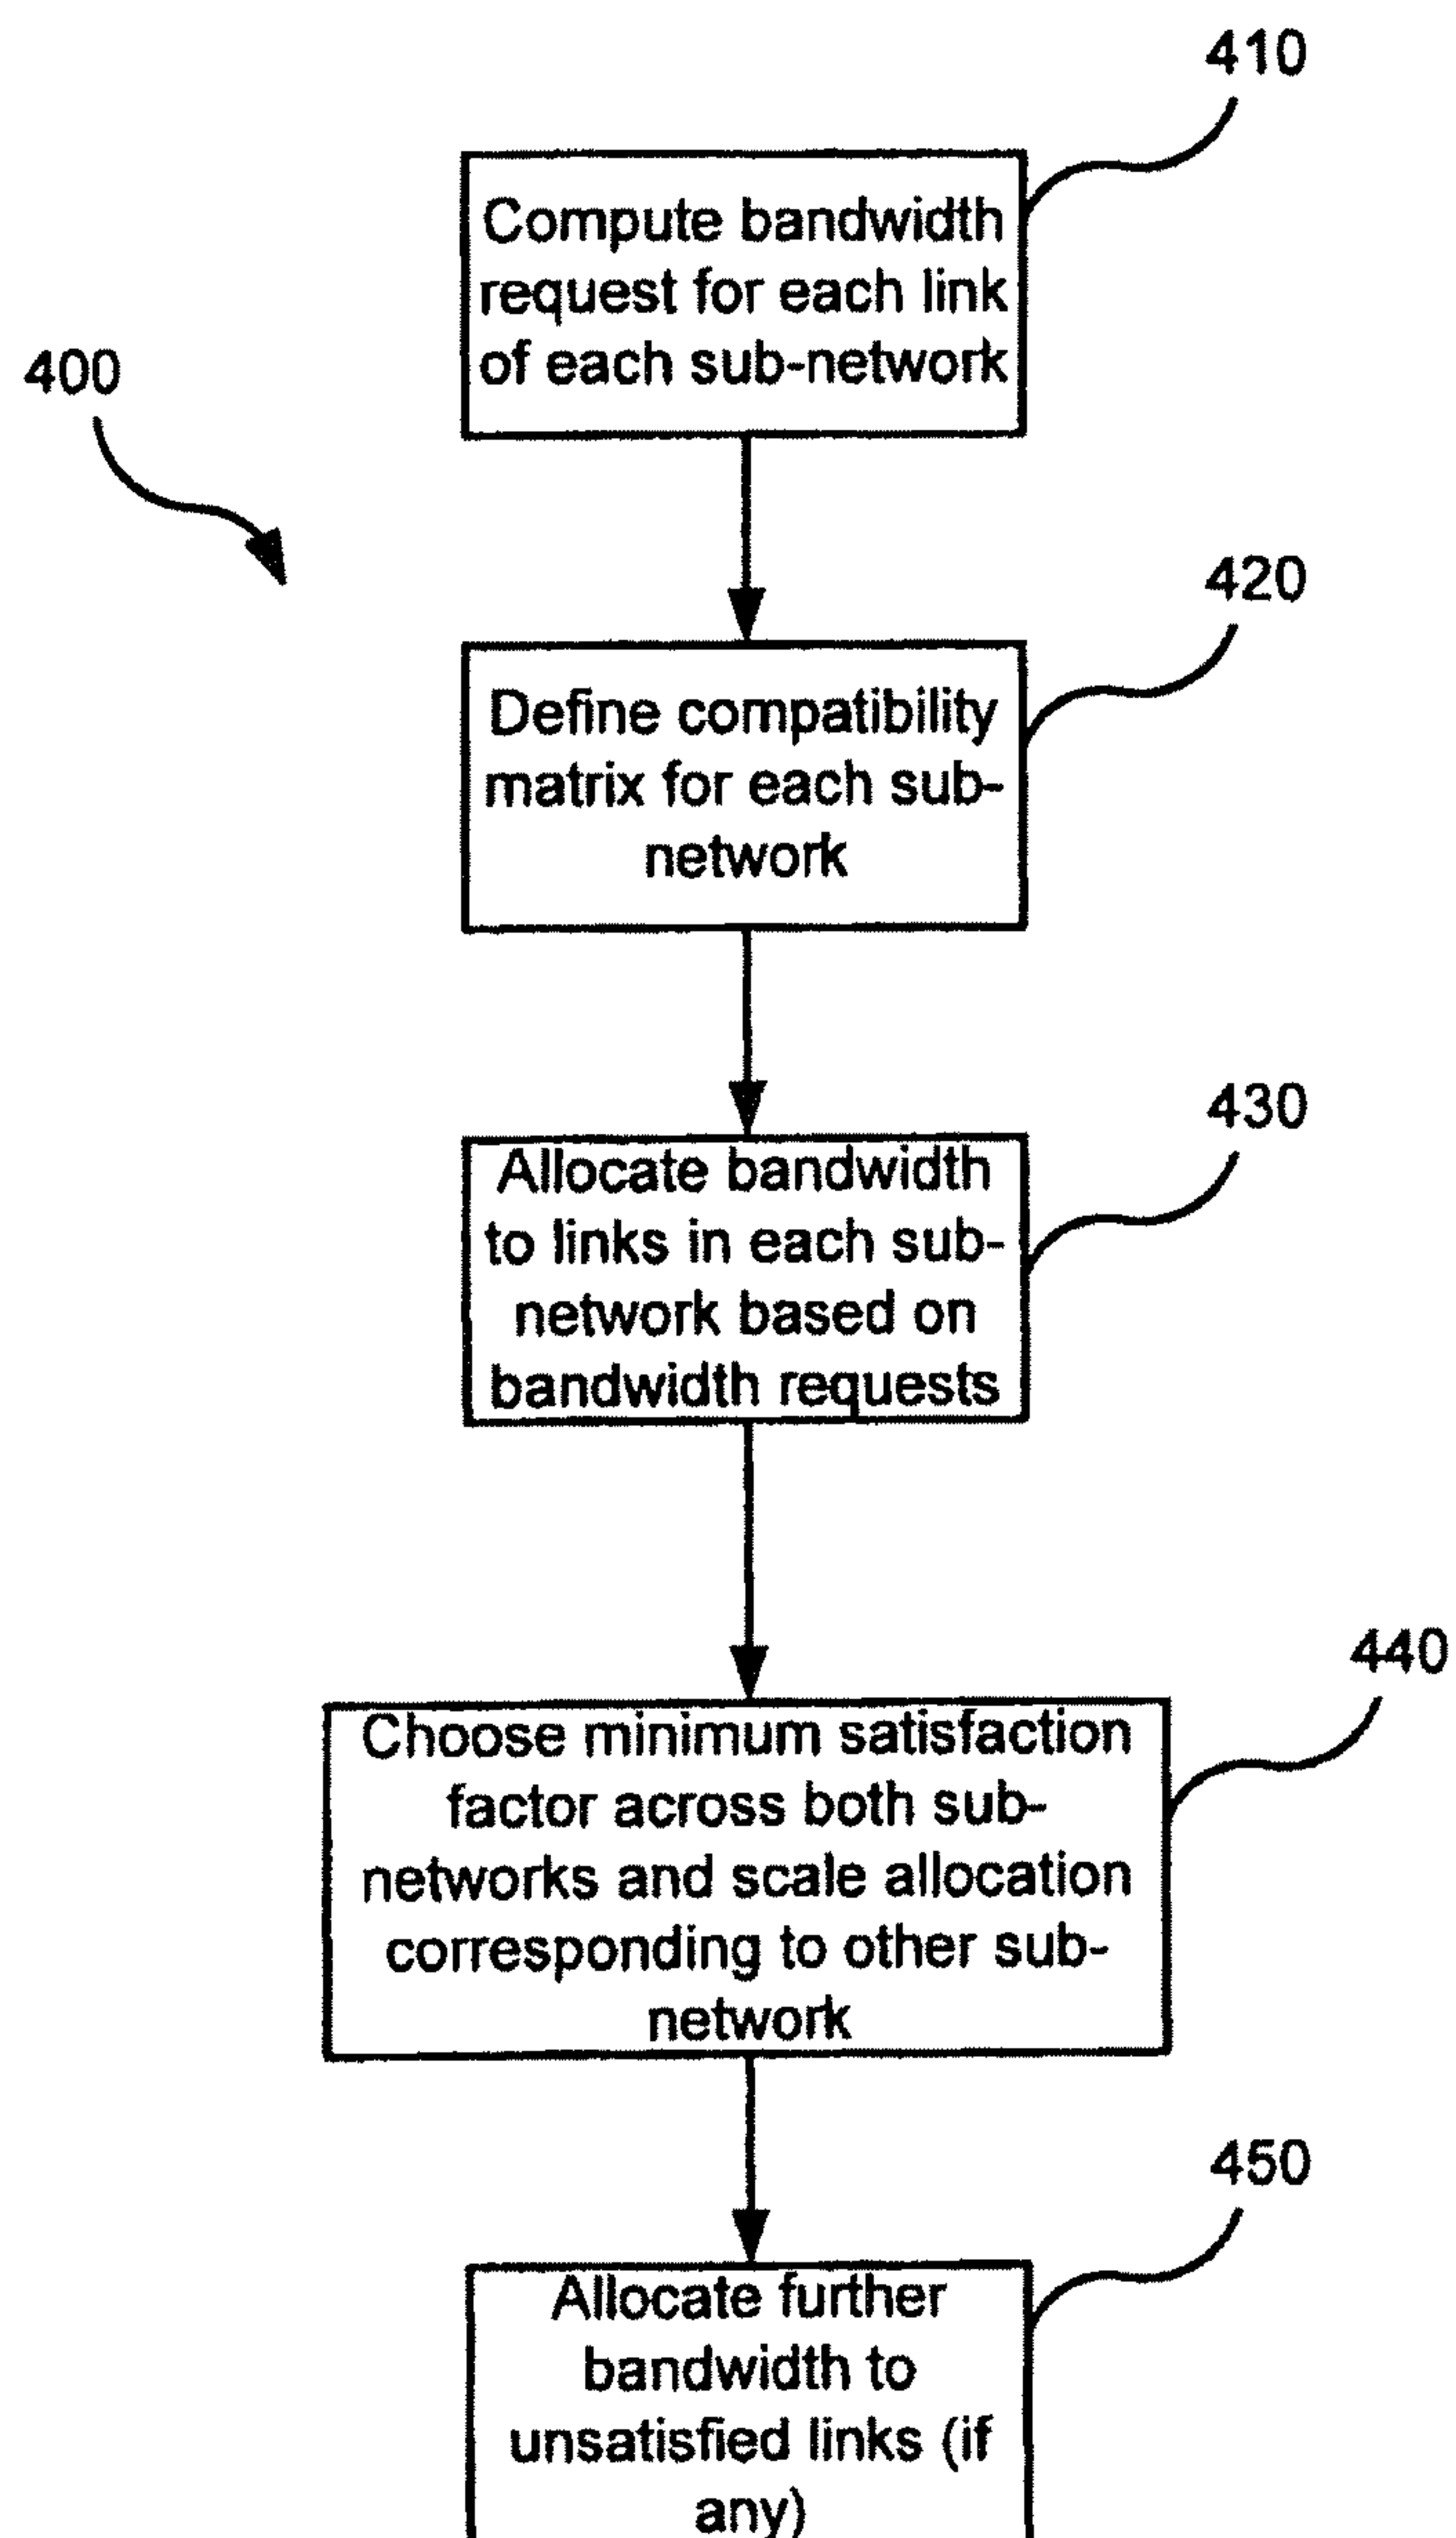 410
Compute bandwidth
request for each link
of each sub-network
400
420
Define compatibility
matrix for each sub-
network
430
Allocate bandwidth
to links in each sub-
network based on
bandwidth requests
440
Choose minimum satisfaction
factor across both sub-
networks and scale allocation
corresponding to other sub-
network
450
Allocate further
bandwidth to
unsatisfied links (if
any)